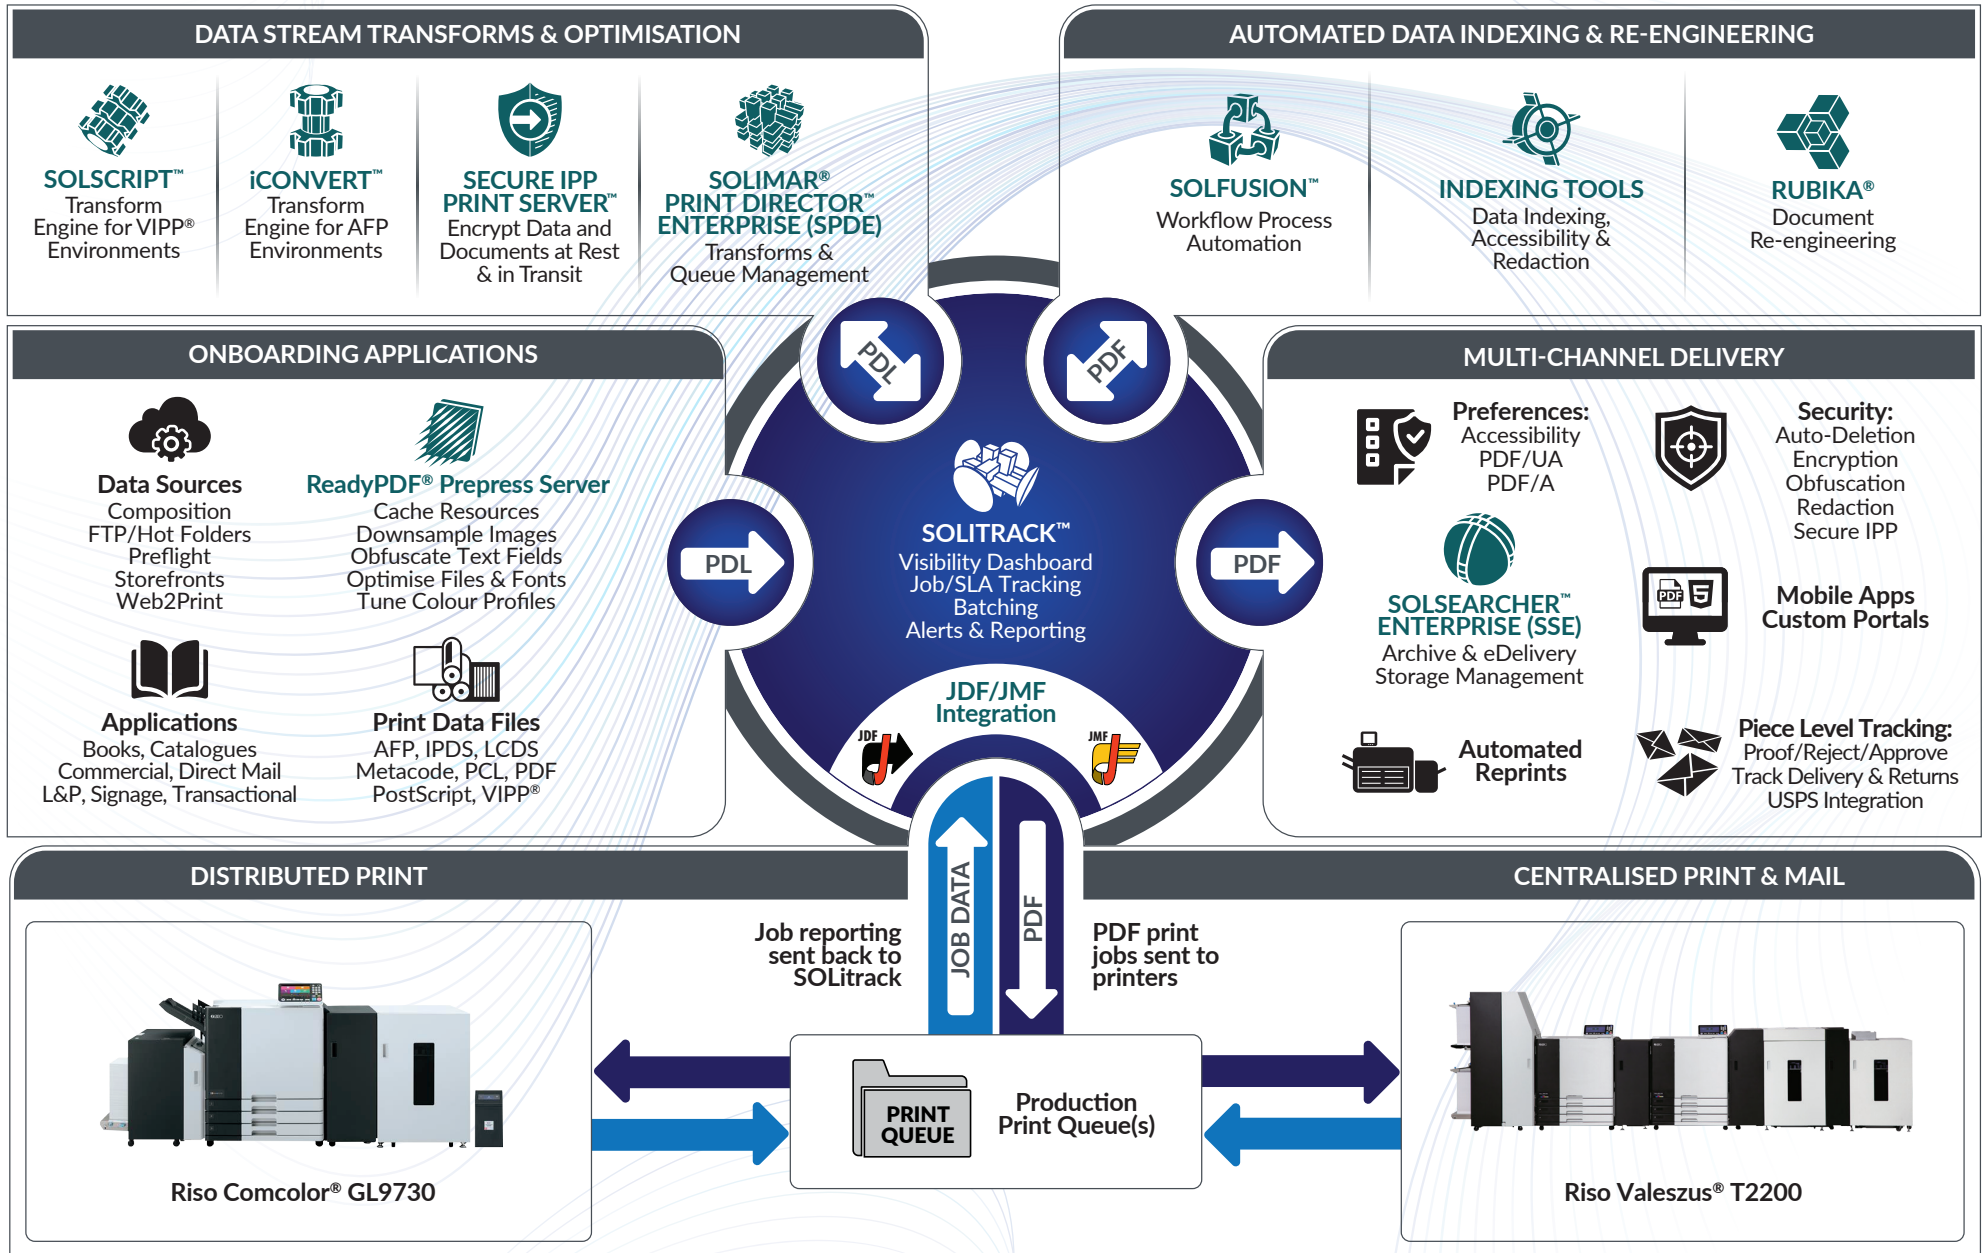 DATA STREAM TRANSFORMS & OPTIMISATION
SOLSCRIPT™
Transform
Engine for VIPP®
Environments
iCONVERT™
Transform
Engine for AFP
Environments
SECURE IPP
PRINT SERVER™
Encrypt Data and
Documents at Rest
& in Transit
SOLIMAR®
PRINT DIRECTOR™
ENTERPRISE (SPDE)
Transforms &
Queue Management
AUTOMATED DATA INDEXING & RE-ENGINEERING
SOLFUSION™
Workflow Process
Automation
INDEXING TOOLS
Data Indexing,
Accessibility &
Redaction
RUBIKA®
Document
Re-engineering
ONBOARDING APPLICATIONS
Data Sources
Composition
FTP/Hot Folders
Preflight
Storefronts
Web2Print
ReadyPDF® Prepress Server
Cache Resources
Downsample Images
Obfuscate Text Fields
Optimise Files & Fonts
Tune Colour Profiles
Applications
Books, Catalogues
Commercial, Direct Mail
L&P, Signage, Transactional
Print Data Files
AFP, IPDS, LCDS
Metacode, PCL, PDF
PostScript, VIPP®
PDL
PDF
PDL
PDF
SOLITRACK™
Visibility Dashboard
Job/SLA Tracking
Batching
Alerts & Reporting
JDF/JMF
Integration
JDF
JMF
MULTI-CHANNEL DELIVERY
Preferences:
Accessibility
PDF/UA
PDF/A
Security:
Auto-Deletion
Encryption
Obfuscation
Redaction
Secure IPP
SOLSEARCHER™
ENTERPRISE (SSE)
Archive & eDelivery
Storage Management
PDF
5
Mobile Apps
Custom Portals
Automated
Reprints
Piece Level Tracking:
Proof/Reject/Approve
Track Delivery & Returns
USPS Integration
DISTRIBUTED PRINT
CENTRALISED PRINT & MAIL
Job reporting
sent back to
SOLitrack
JOB DATA
PDF
PDF print
jobs sent to
printers
PRINT
QUEUE
Production
Print Queue(s)
Riso Comcolor® GL9730
Riso Valeszus® T2200